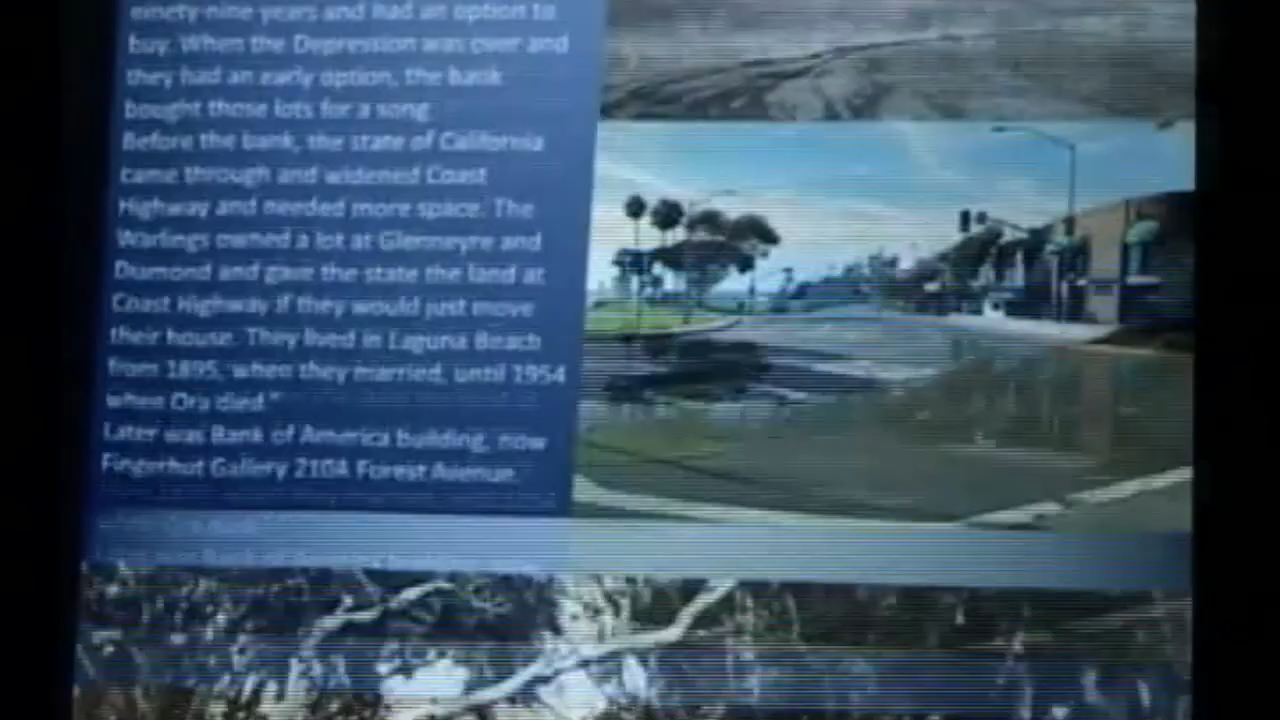 ninety-nine years and had an option to
buy. When the Depression was over and
they had an early option, the bank
bought those lots for a song.
Before the bank, the state of California
came through and widened Coast
Highway and needed more space. The
Warlings owned a lot at Glenneyre and
Diamond and gave the state the land at
Coast Highway if they would just move
their house. They lived in Laguna Beach
from 1895, when they married, until 1954
when Ora died."
Later was Bank of America building, now
Fingerhut Gallery 210A Forest Avenue.